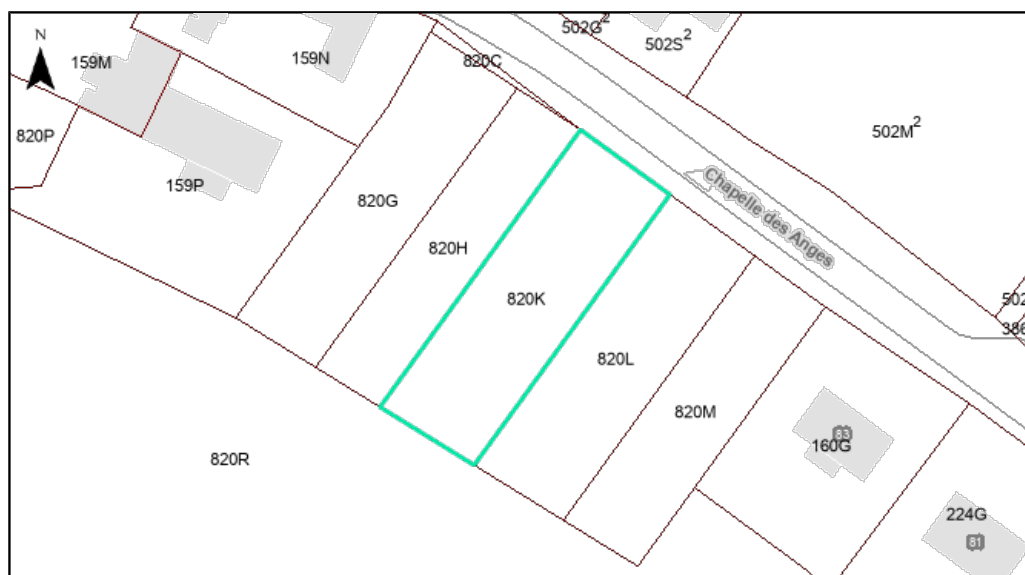 N
502G²
502S²
159M
159N
820C
502M²
820P
159P
Chapelle des Anges
820G
820H
820K
502
386
820L
820M
83
160G
820R
224G
81